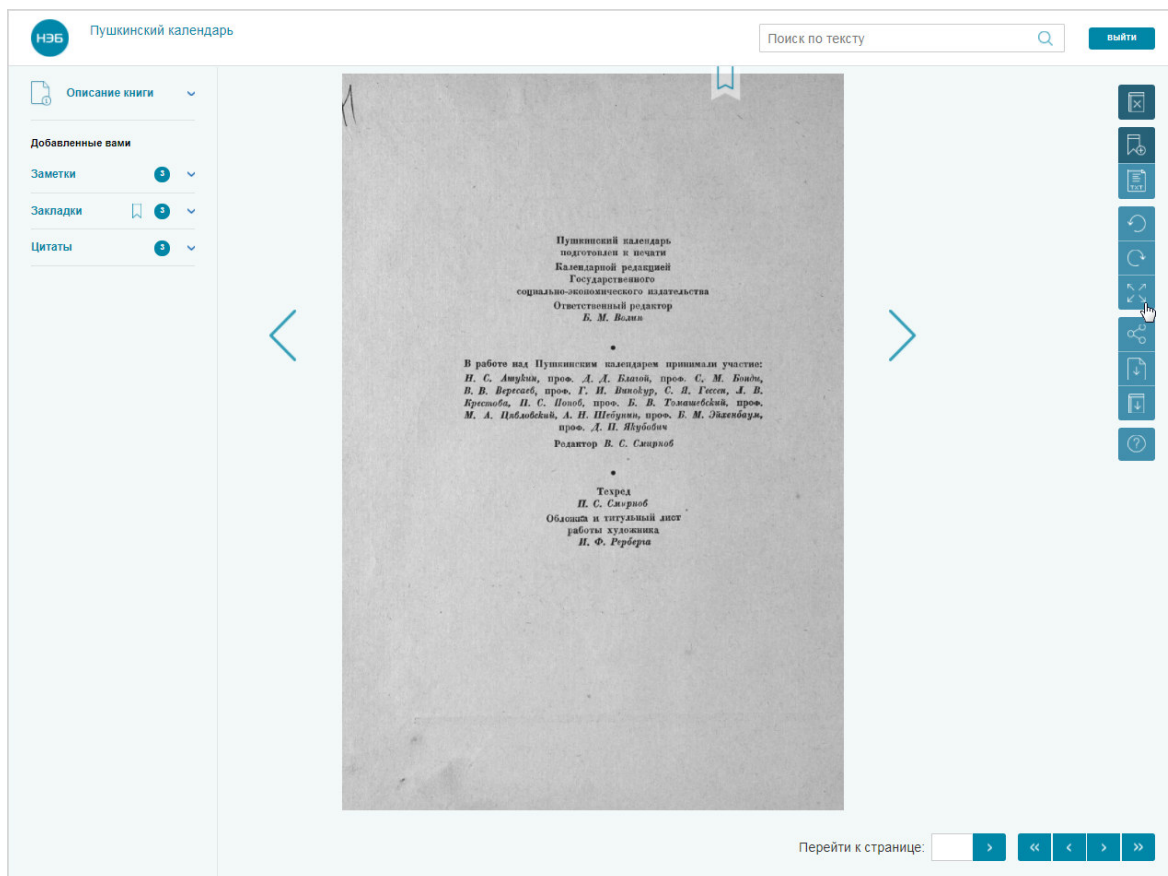 НЭБ
Пушкинский календарь
Поиск по тексту
ВЫЙТИ
Описание книги
Добавленные вами
Заметки 3
Закладки 3
Цитаты 3
TXT
Пушкинский календарь
подготовлен к печати
Календарной редакцией
Государственного
социально-экономического издательства
Ответственный редактор
Б. М. Волин
В работе над Пушкинским календарем принимали участие:
Н. С. Ашукин, проф. Д. Д. Благой, проф. С. М. Бонди,
В. В. Вересаев, проф. Г. И. Винокур, С. Я. Гессен, Л. В.
Крестова, П. С. Попов, проф. Б. В. Томашевский, проф.
М. А. Цявловский, А. Н. Шебунин, проф. Б. М. Эйхенбаум,
проф. Д. П. Якубович
Редактор В. С. Смирнов
Техред
П. С. Смирнов
Обложка и титульный лист
работы художника
И. Ф. Рерберга
Перейти к странице: